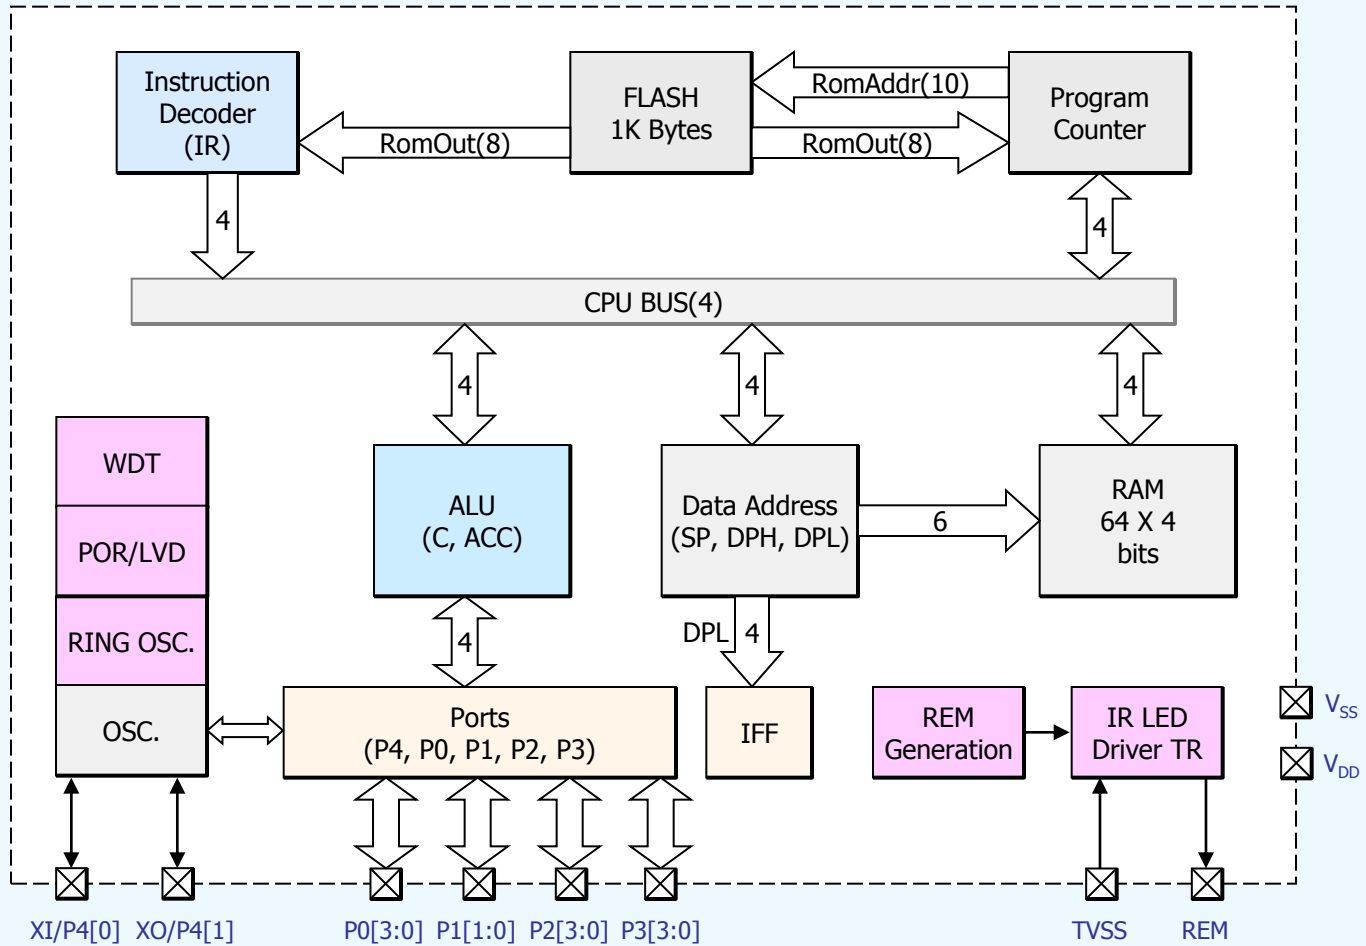 Instruction
Decoder
(IR)
FLASH
1K Bytes
Program
Counter
RomAddr(10)
RomOut(8)
RomOut(8)
4
4
CPU BUS(4)
4
4
4
WDT
POR/LVD
RING OSC.
OSC.
ALU
(C, ACC)
Data Address
(SP, DPH, DPL)
6
RAM
64 X 4
bits
4
DPL
4
Ports
(P4, P0, P1, P2, P3)
IFF
REM
Generation
IR LED
Driver TR
VSS
VDD
XI/P4[0]
XO/P4[1]
P0[3:0]
P1[1:0]
P2[3:0]
P3[3:0]
TVSS
REM